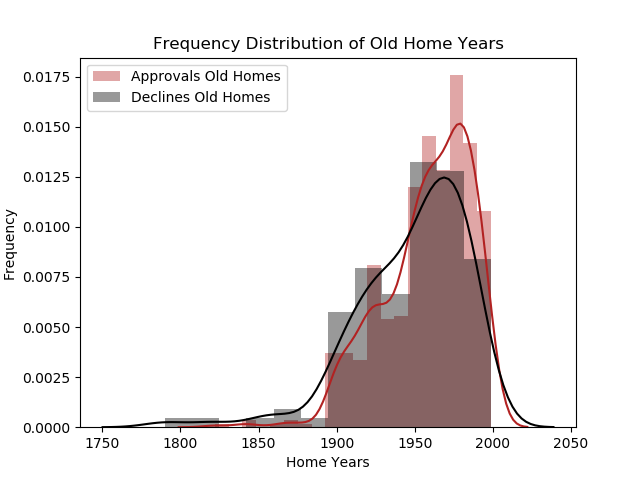 Frequency Distribution of Old Home Years
Approvals Old Homes
Declines Old Homes
Frequency
0.0175
0.0150
0.0125
0.0100
0.0075
0.0050
0.0025
0.0000
1750 1800 1850 1900 1950 2000 2050
Home Years